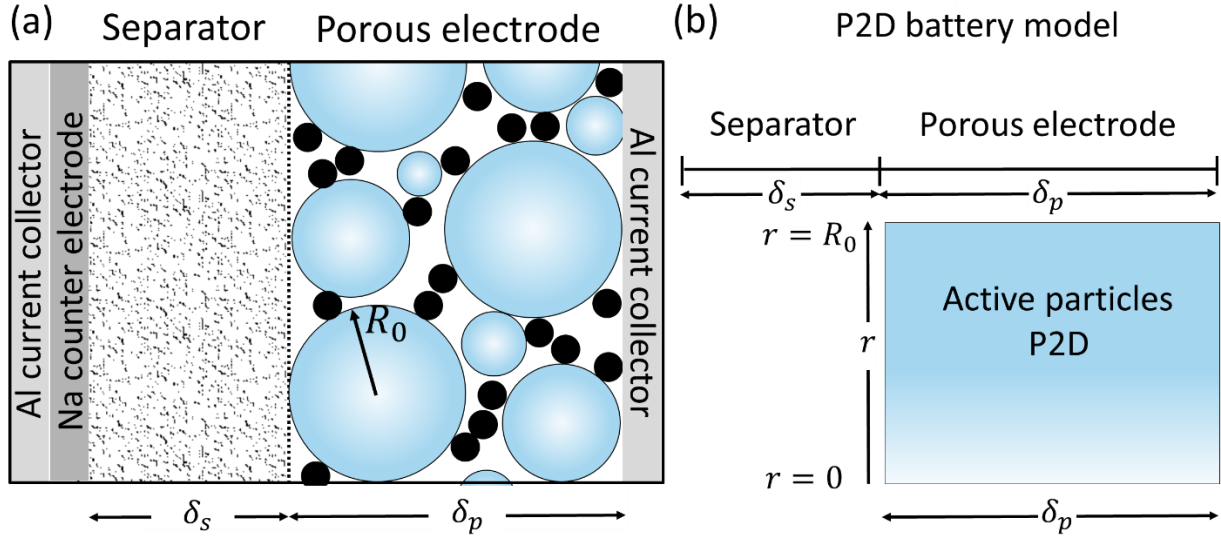 (a)
Separator
Porous electrode
Al current collector
Na counter electrode
R₀
Al current collector
δₛ
δₚ
(b)
P2D battery model
Separator
Porous electrode
δₛ
δₚ
r = R₀
Active particles
P2D
r
r = 0
δₚ